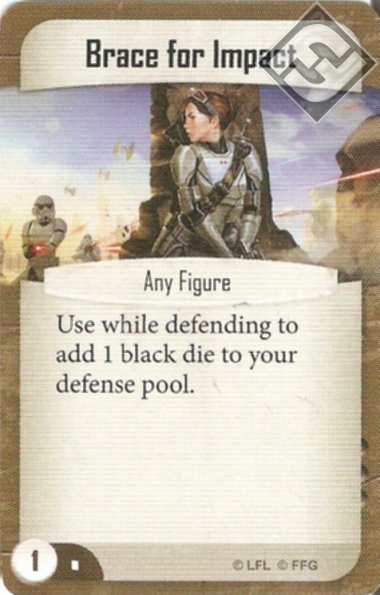 Brace for Impact
Any Figure
Use while defending to
add 1 black die to your
defense pool.
1
© LFL © FFG